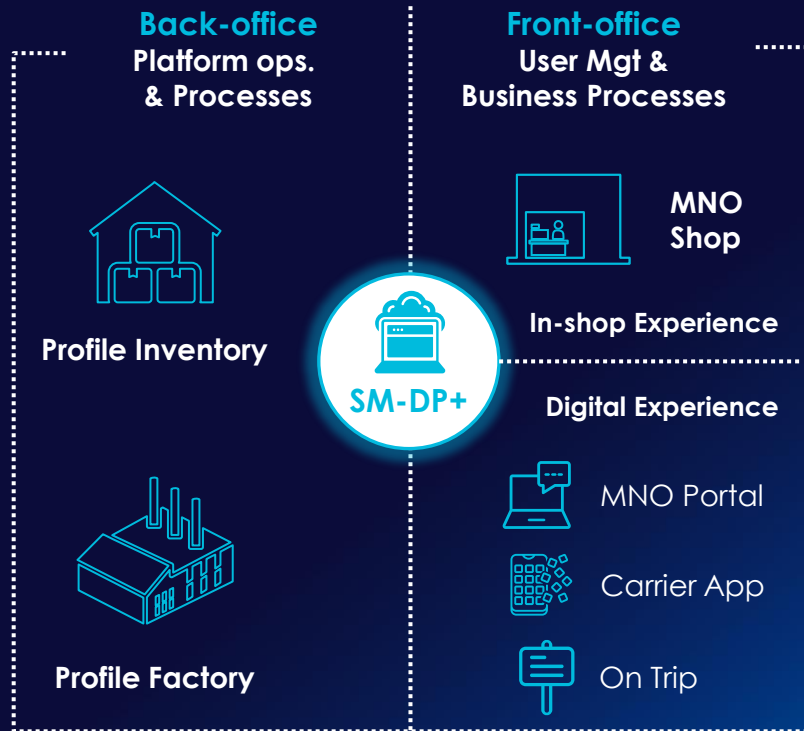 Back-office
Platform ops.
& Processes
Profile Inventory
Profile Factory
SM-DP+
Front-office
User Mgt &
Business Processes
MNO
Shop
In-shop Experience
Digital Experience
MNO Portal
Carrier App
On Trip